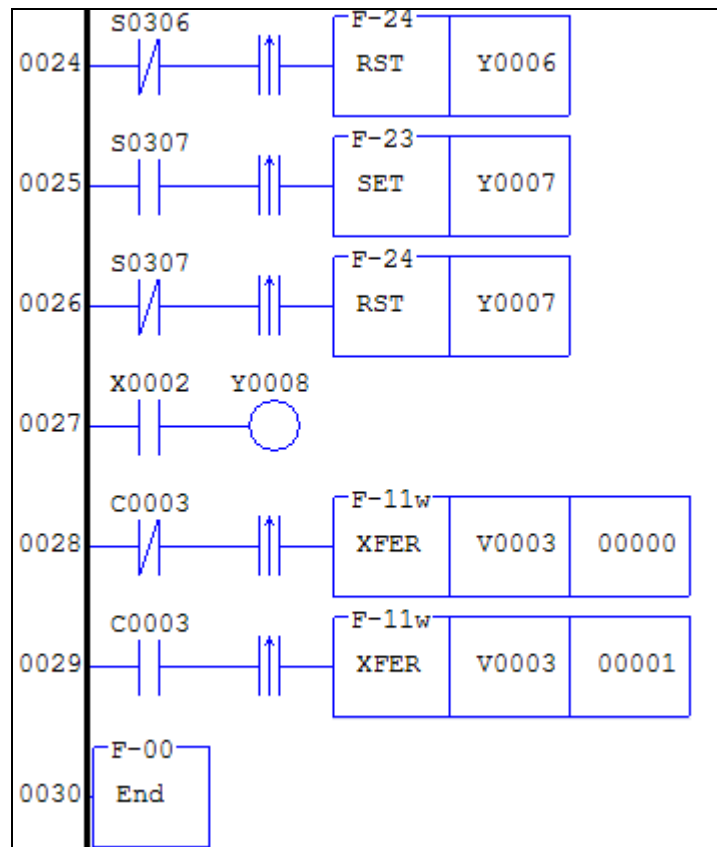 S0306 F-24
0024 RST Y0006
S0307 F-23
0025 SET Y0007
S0307 F-24
0026 RST Y0007
X0002 Y0008
0027
C0003 F-11w
0028 XFER V0003 00000
C0003 F-11w
0029 XFER V0003 00001
F-00
0030 End